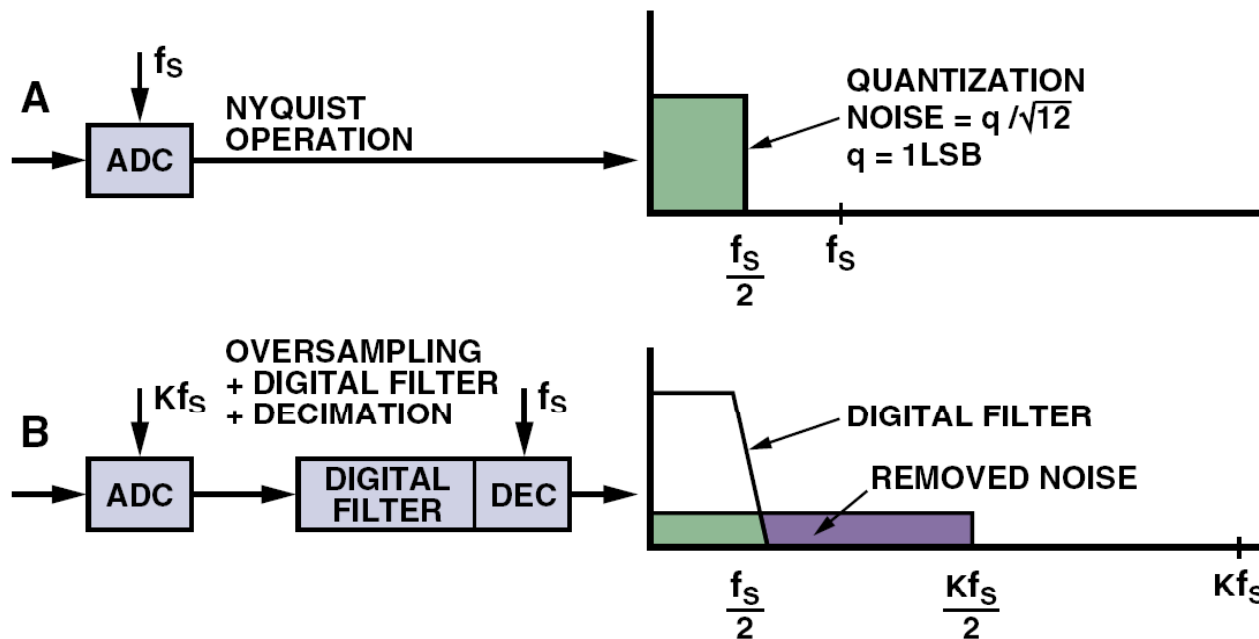 A
fS
ADC
NYQUIST
OPERATION
QUANTIZATION
NOISE = q /√12
q = 1LSB
fS
2
fS
B
KfS
OVERSAMPLING
+ DIGITAL FILTER
+ DECIMATION
fS
ADC
DIGITAL
FILTER
DEC
DIGITAL FILTER
REMOVED NOISE
fS
2
KfS
2
KfS